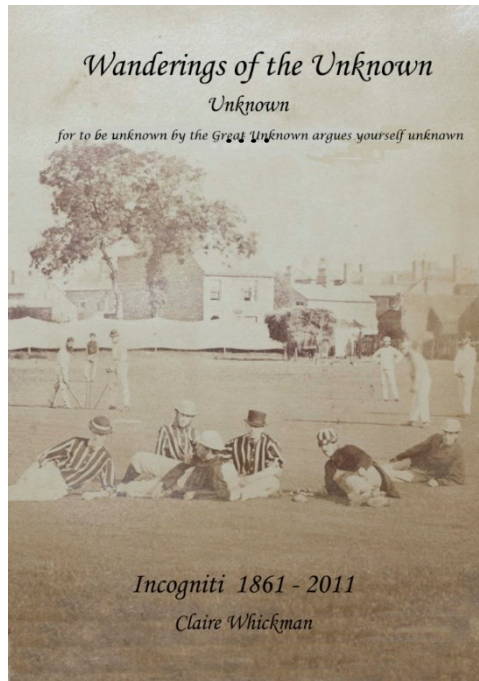 Wanderings of the Unknown
Unknown
for to be unknown by the Great Unknown argues yourself unknown
Incogniti 1861 - 2011
Claire Whickman